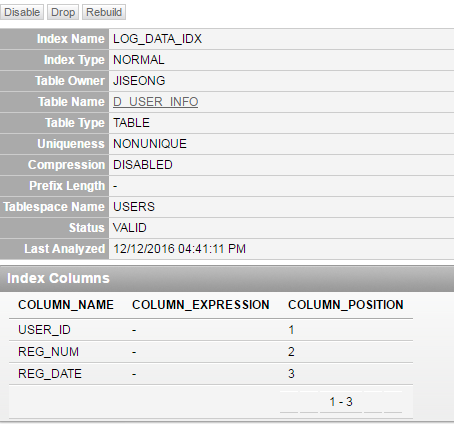 Disable Drop Rebuild
Index Name LOG_DATA_IDX
Index Type NORMAL
Table Owner JISEONG
Table Name D_USER_INFO
Table Type TABLE
Uniqueness NONUNIQUE
Compression DISABLED
Prefix Length -
Tablespace Name USERS
Status VALID
Last Analyzed 12/12/2016 04:41:11 PM
Index Columns
COLUMN_NAME COLUMN_EXPRESSION COLUMN_POSITION
USER_ID - 1
REG_NUM - 2
REG_DATE - 3
1 - 3